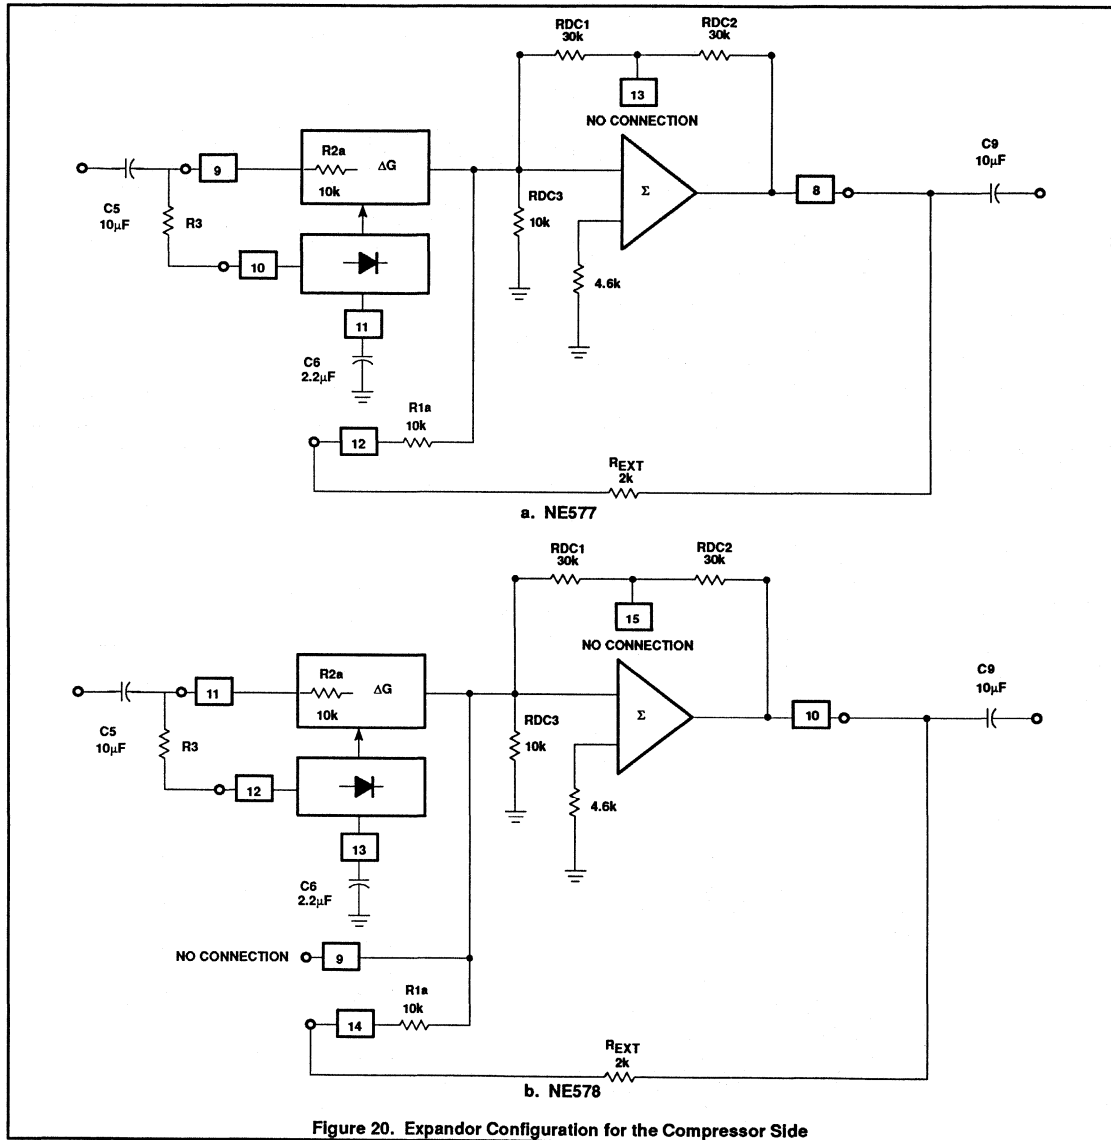 RDC1
30k
RDC2
30k
13
NO CONNECTION
C9
10µF
R2a
ΔG
10k
9
Σ
8
C5
10µF
R3
RDC3
10k
10
4.6k
11
C6
2.2µF
R1a
10k
12
REXT
2k
a. NE577
RDC1
30k
RDC2
30k
15
NO CONNECTION
C9
10µF
R2a
ΔG
10k
11
Σ
10
C5
10µF
R3
RDC3
10k
12
4.6k
13
C6
2.2µF
NO CONNECTION
9
R1a
10k
14
REXT
2k
b. NE578
Figure 20. Expandor Configuration for the Compressor Side